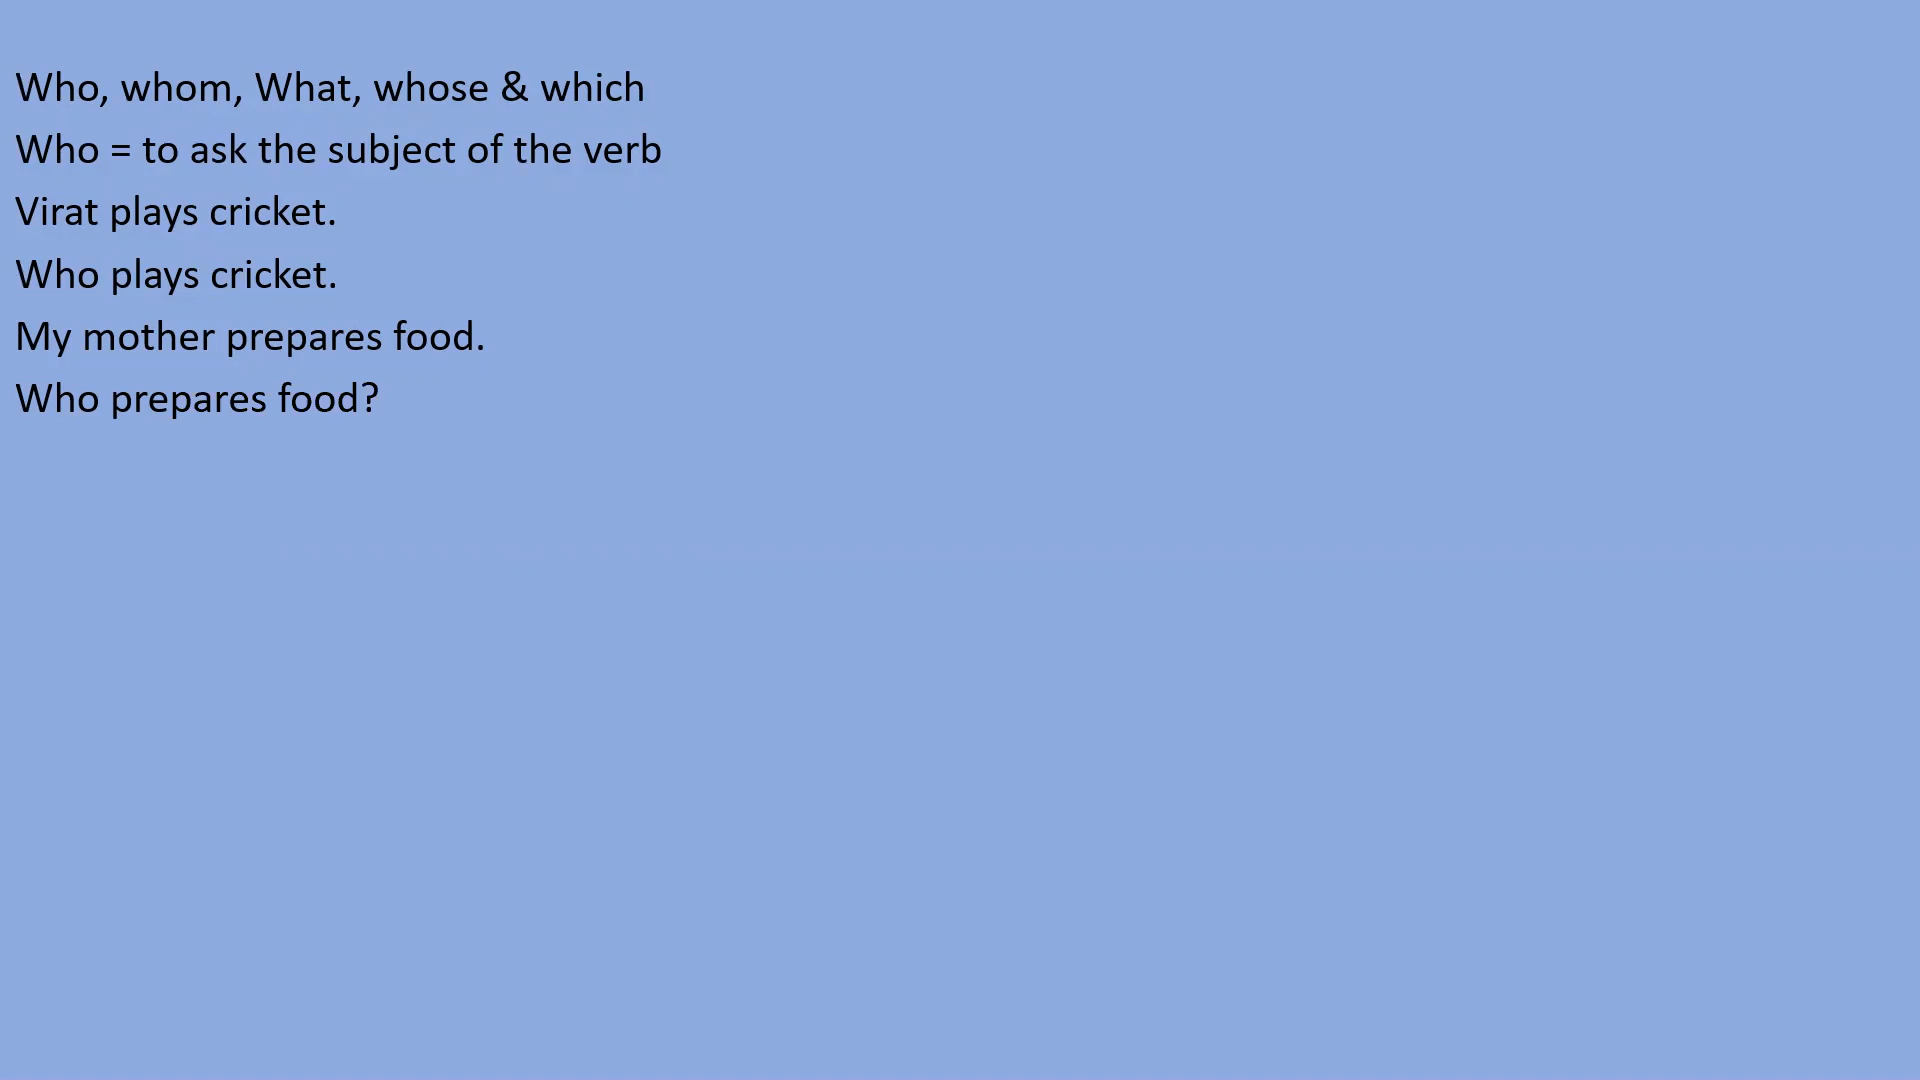 Who, whom, What, whose & which
Who = to ask the subject of the verb
Virat plays cricket.
Who plays cricket.
My mother prepares food.
Who prepares food?